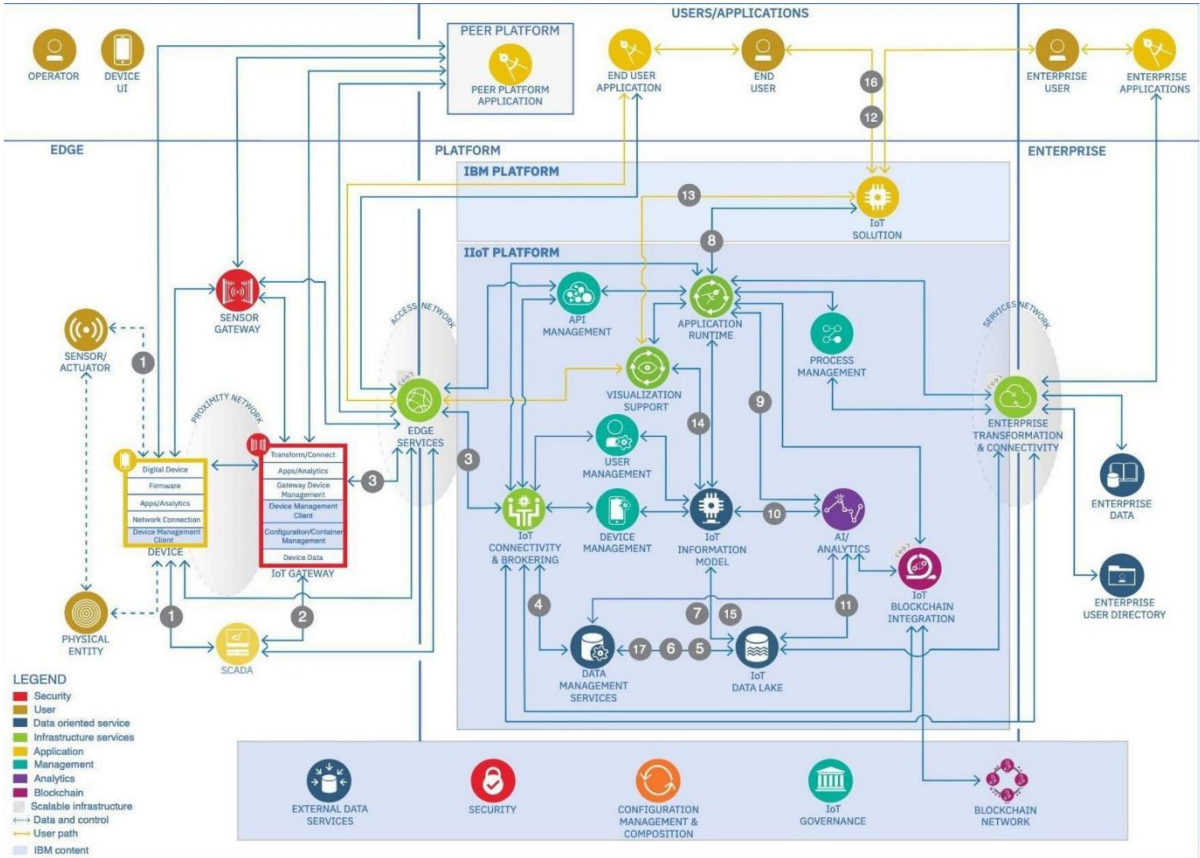 USERS/APPLICATIONS
OPERATOR
DEVICE
UI
PEER PLATFORM
PEER PLATFORM
APPLICATION
END USER
APPLICATION
END
USER
16
12
ENTERPRISE
USER
ENTERPRISE
APPLICATIONS
EDGE
PLATFORM
ENTERPRISE
IBM PLATFORM
13
IoT
SOLUTION
8
IIoT PLATFORM
SENSOR
GATEWAY
ACCESS NETWORK
API
MANAGEMENT
APPLICATION
RUNTIME
PROCESS
MANAGEMENT
SERVICES NETWORK
SENSOR/
ACTUATOR
1
PROXIMITY NETWORK
EDGE
SERVICES
VISUALIZATION
SUPPORT
9
14
ENTERPRISE
TRANSFORMATION
& CONNECTIVITY
Digital Device
Firmware
Apps/Analytics
Network Connection
Device Management
Client
DEVICE
Transform/Connect
Apps/Analytics
Gateway Device
Management
Device Management
Client
Configuration/Container
Management
Device Data
IoT GATEWAY
3
3
USER
MANAGEMENT
IoT
CONNECTIVITY
& BROKERING
DEVICE
MANAGEMENT
IoT
INFORMATION
MODEL
10
AI/
ANALYTICS
ENTERPRISE
DATA
IoT
BLOCKCHAIN
INTEGRATION
ENTERPRISE
USER DIRECTORY
PHYSICAL
ENTITY
1
2
SCADA
4
7
15
11
17
6
5
DATA
MANAGEMENT
SERVICES
IoT
DATA LAKE
LEGEND
Security
User
Data oriented service
Infrastructure services
Application
Management
Analytics
Blockchain
Scalable infrastructure
Data and control
User path
IBM content
EXTERNAL DATA
SERVICES
SECURITY
CONFIGURATION
MANAGEMENT &
COMPOSITION
IoT
GOVERNANCE
BLOCKCHAIN
NETWORK